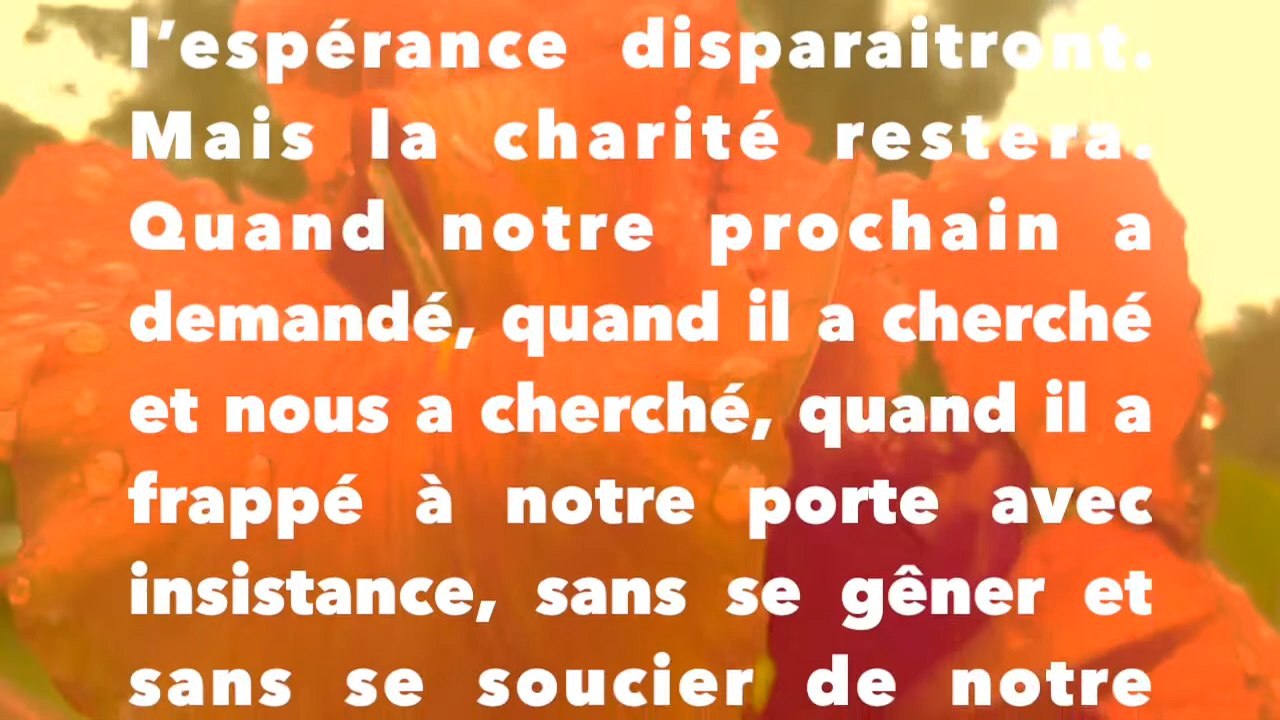 l’espérance disparaitront.
Mais la charité restera.
Quand notre prochain a
demandé, quand il a cherché
et nous a cherché, quand il a
frappé à notre porte avec
insistance, sans se gêner et
sans se soucier de notre